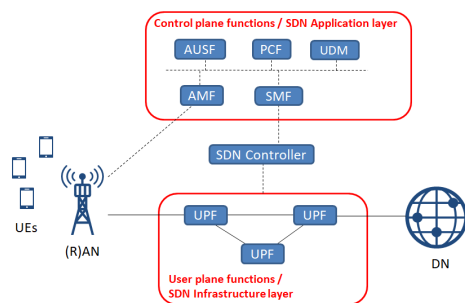 Control plane functions / SDN Application layer
AUSF
PCF
UDM
AMF
SMF
SDN Controller
UEs
(R)AN
UPF
UPF
UPF
DN
User plane functions /
SDN Infrastructure layer